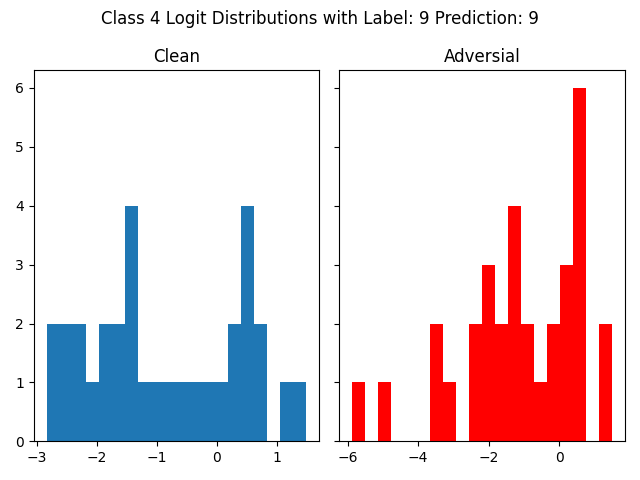 Class 4 Logit Distributions with Label: 9 Prediction: 9
Clean
Adversial
6
5
4
3
2
1
0
−3 −2 −1 0 1
−6 −4 −2 0